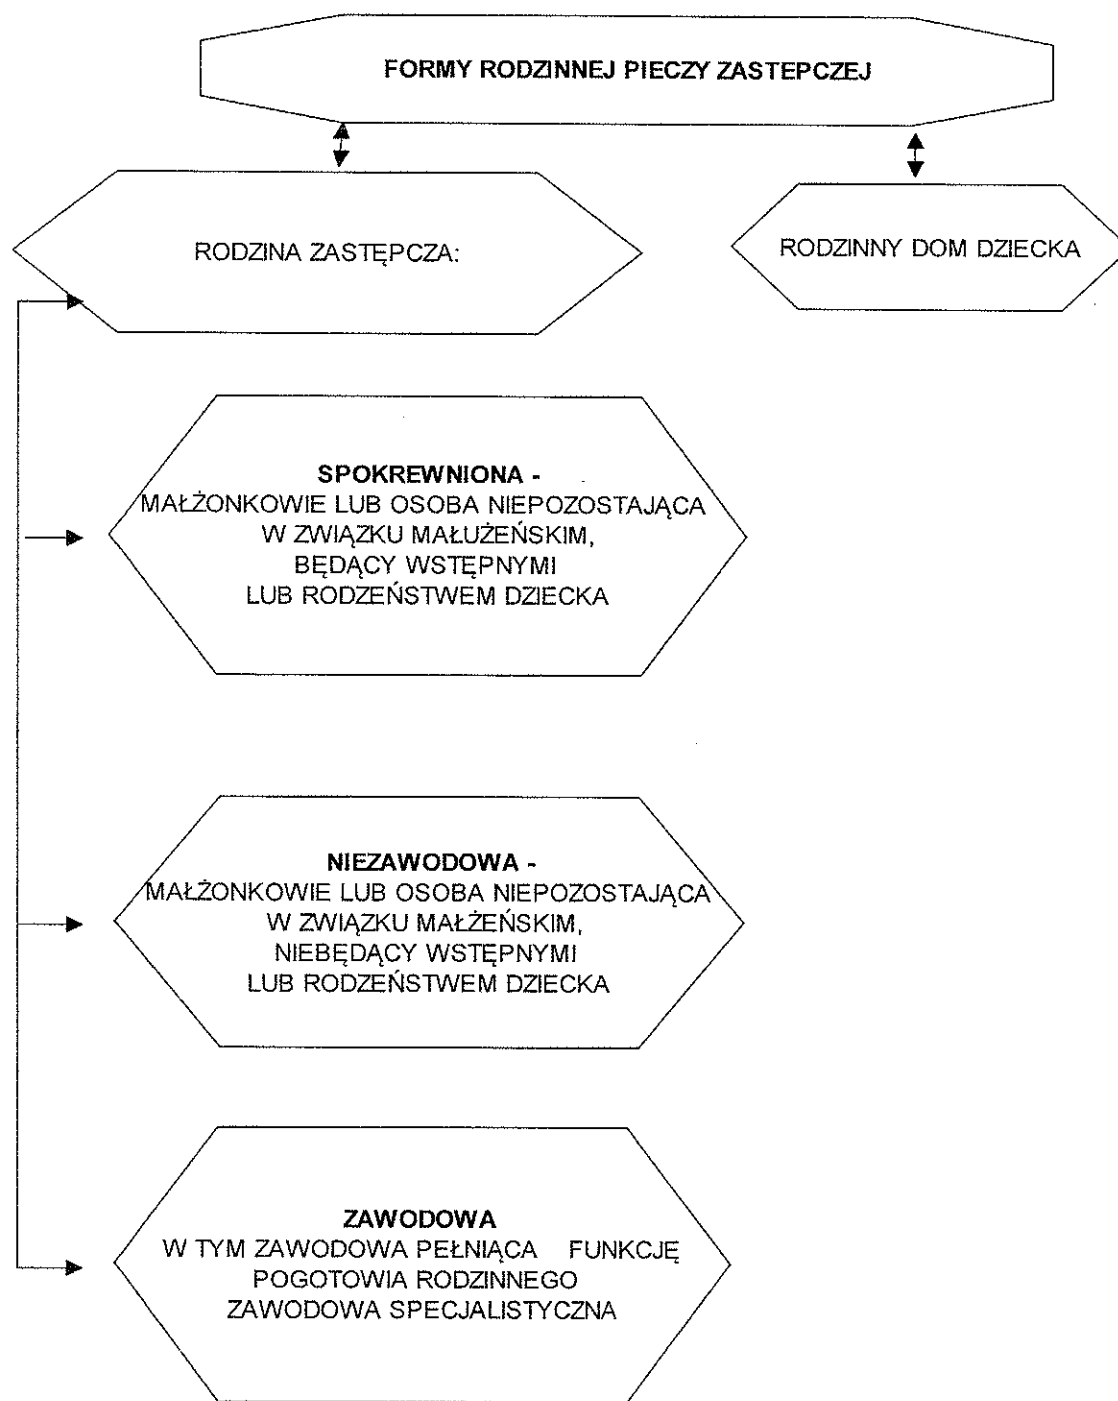 FORMY RODZINNEJ PIECZY ZASTEPCZEJ
RODZINA ZASTĘPCZA:
RODZINNY DOM DZIECKA
SPOKREWNIONA -
MAŁŻONKOWIE LUB OSOBA NIEPOZOSTAJĄCA
W ZWIĄZKU MAŁUŻEŃSKIM,
BĘDĄCY WSTĘPNYMI
LUB RODZEŃSTWEM DZIECKA
NIEZAWODOWA -
MAŁŻONKOWIE LUB OSOBA NIEPOZOSTAJĄCA
W ZWIĄZKU MAŁŻEŃSKIM,
NIEBĘDĄCY WSTĘPNYMI
LUB RODZEŃSTWEM DZIECKA
ZAWODOWA
W TYM ZAWODOWA PEŁNIĄCA FUNKCJĘ
POGOTOWIA RODZINNEGO
ZAWODOWA SPECJALISTYCZNA